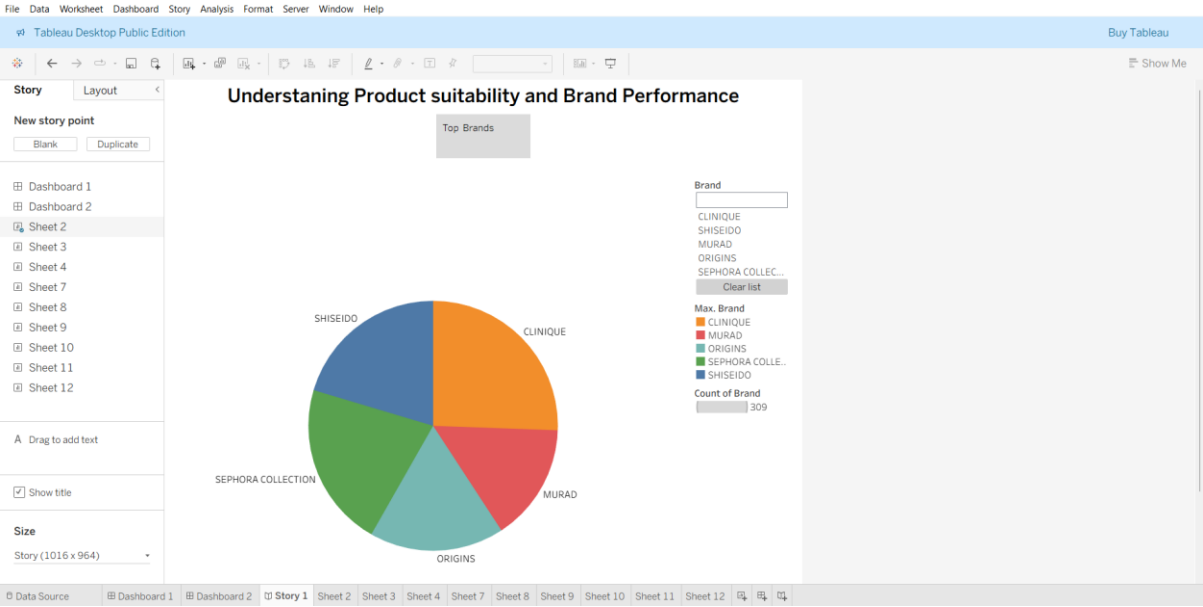 File Data Worksheet Dashboard Story Analysis Format Server Window Help
Tableau Desktop Public Edition
Buy Tableau
Show Me
Story Layout
New story point
Blank Duplicate
Dashboard 1
Dashboard 2
Sheet 2
Sheet 3
Sheet 4
Sheet 7
Sheet 8
Sheet 9
Sheet 10
Sheet 11
Sheet 12
A Drag to add text
Show title
Size
Story (1016 x 964)
Understaning Product suitability and Brand Performance
Top Brands
SHISEIDO
CLINIQUE
SEPHORA COLLECTION
MURAD
ORIGINS
Brand
CLINIQUE
SHISEIDO
MURAD
ORIGINS
SEPHORA COLLEC...
Clear list
Max. Brand
CLINIQUE
MURAD
ORIGINS
SEPHORA COLLE..
SHISEIDO
Count of Brand
309
Data Source Dashboard 1 Dashboard 2 Story 1 Sheet 2 Sheet 3 Sheet 4 Sheet 7 Sheet 8 Sheet 9 Sheet 10 Sheet 11 Sheet 12